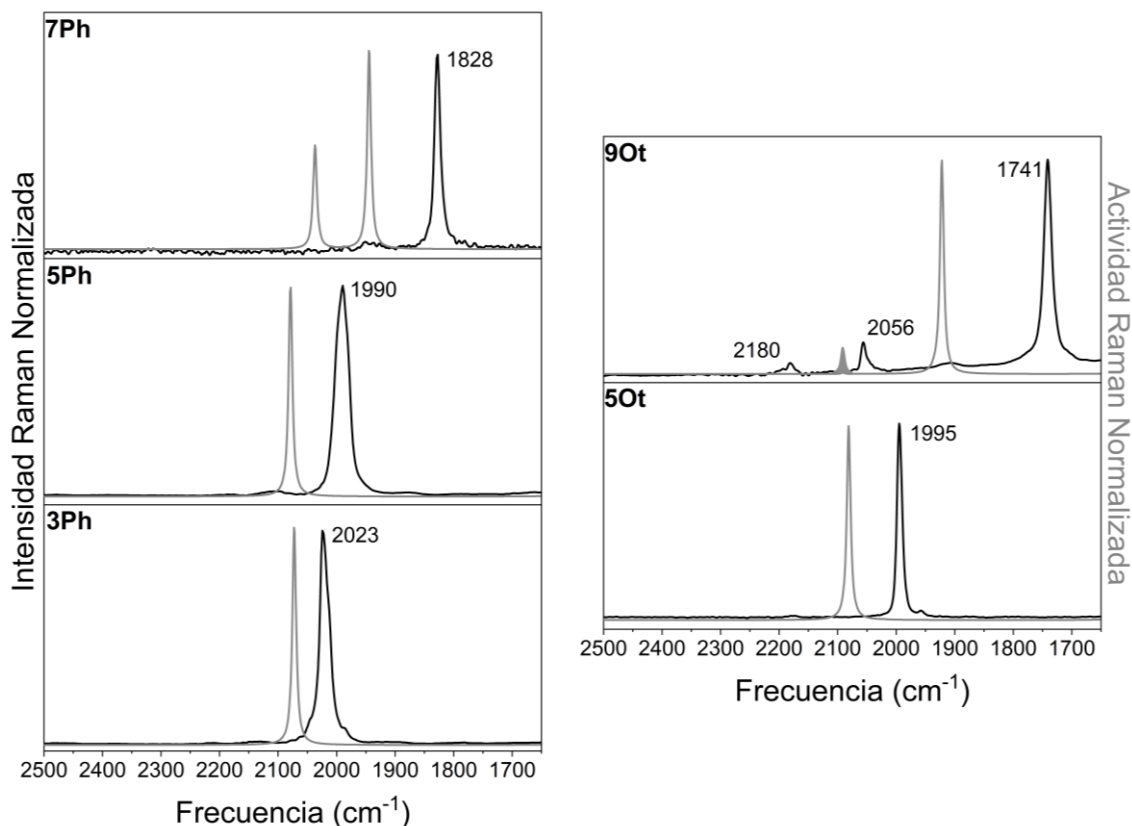 Intensidad Raman Normalizada
7Ph
1828
5Ph
1990
3Ph
2023
2500 2400 2300 2200 2100 2000 1900 1800 1700
Frecuencia (cm-1)
9Ot
1741
2056
2180
5Ot
1995
2500 2400 2300 2200 2100 2000 1900 1800 1700
Frecuencia (cm-1)
Actividad Raman Normalizada